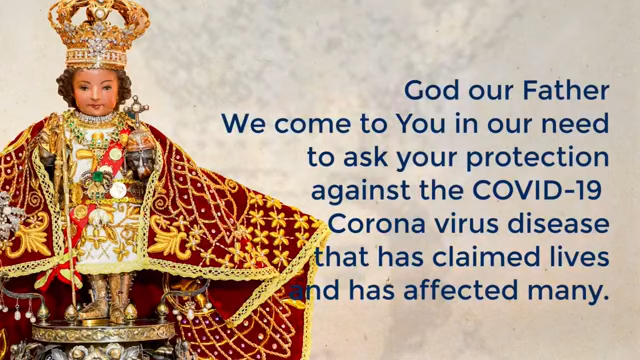 God our Father
We come to You in our need
to ask your protection
against the COVID-19
Corona virus disease
that has claimed lives
and has affected many.